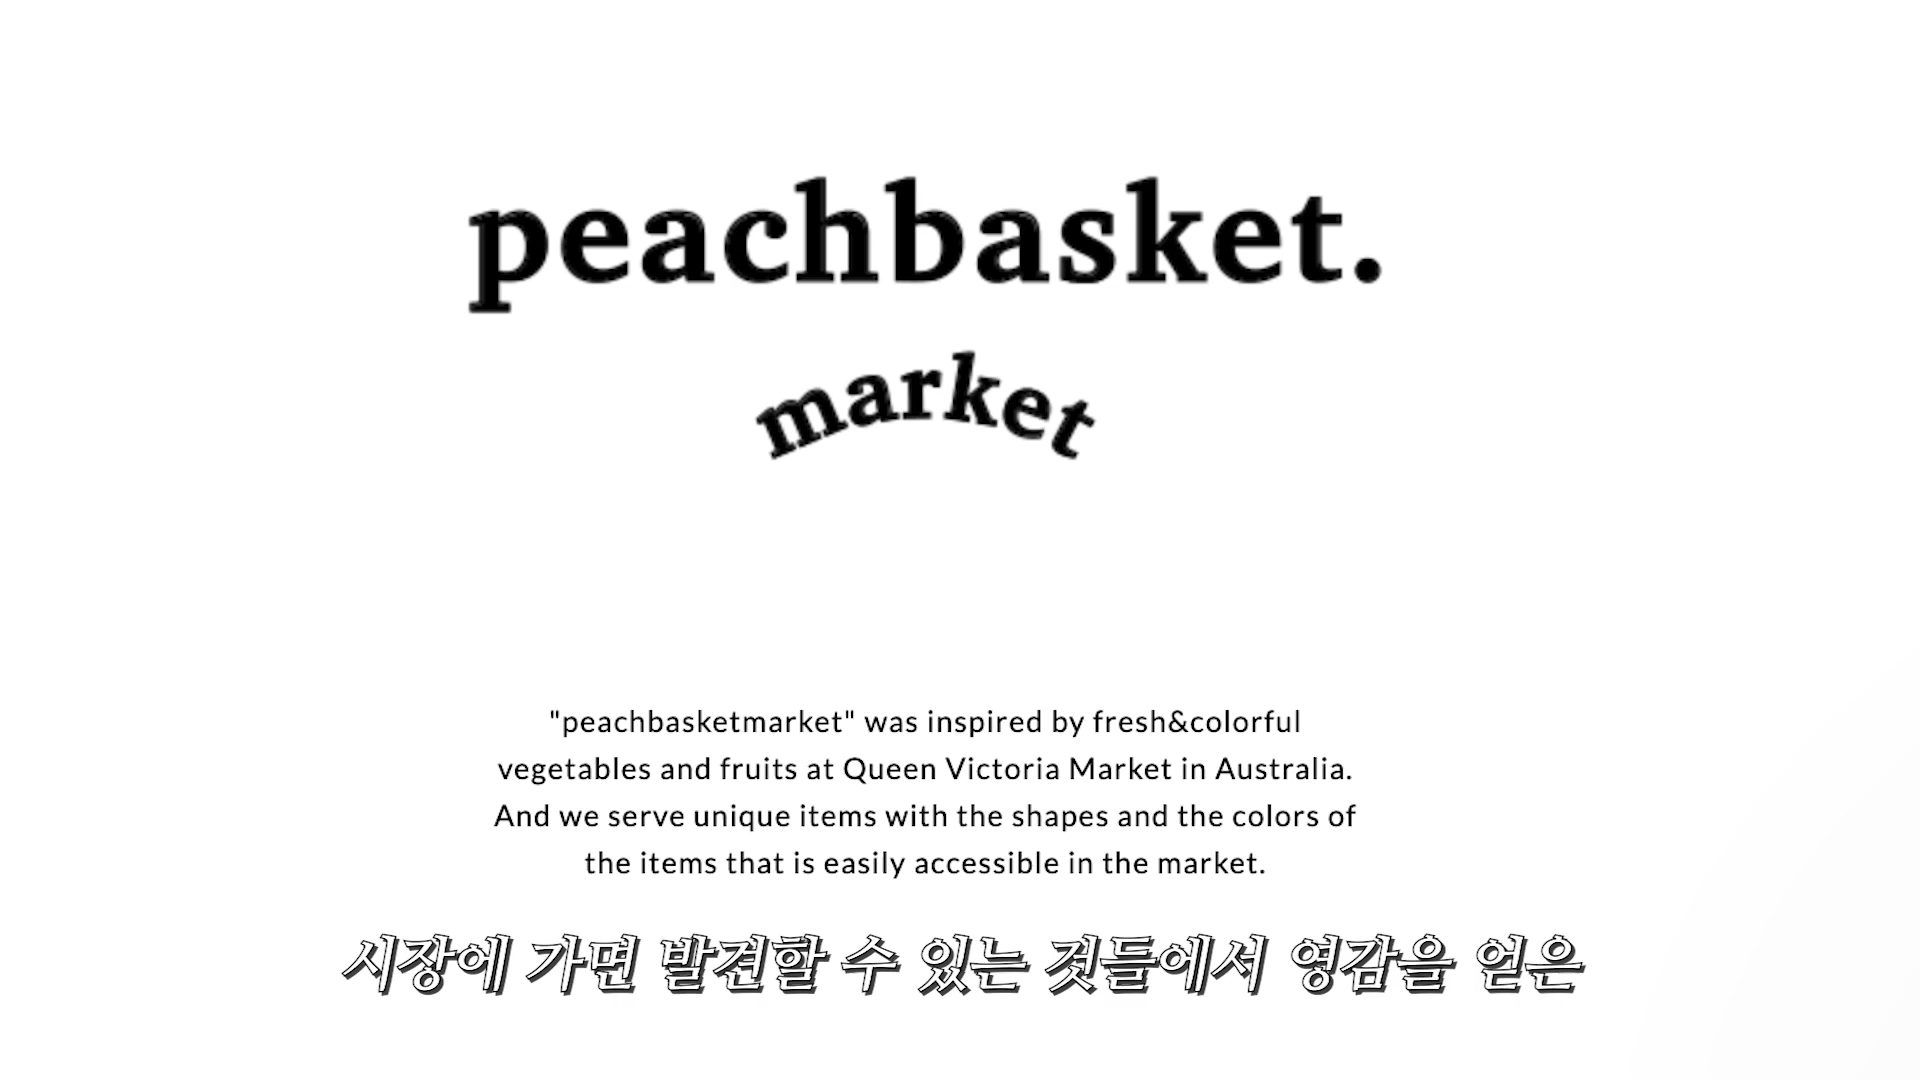 peachbasket.
market
"peachbasketmarket" was inspired by fresh&colorful
vegetables and fruits at Queen Victoria Market in Australia.
And we serve unique items with the shapes and the colors of
the items that is easily accessible in the market.
시장에 가면 발견할 수 있는 것들에서 영감을 얻은